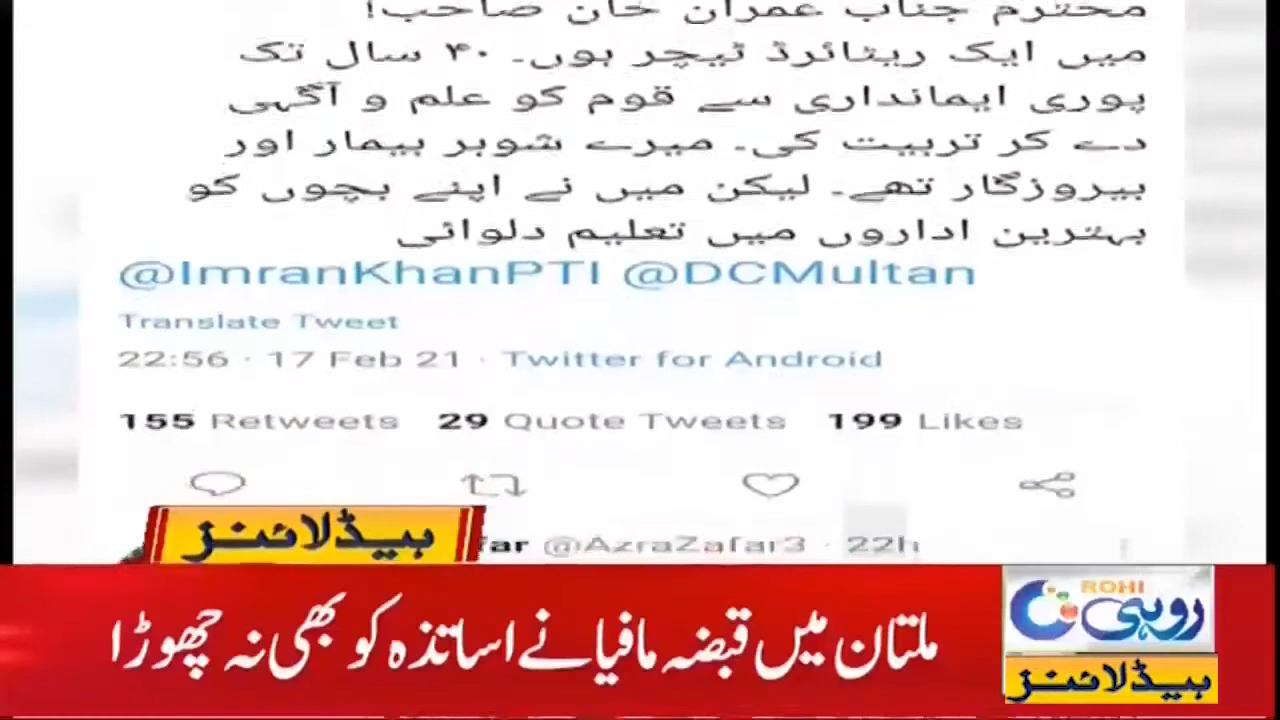 محترم جناب عمران خان صاحب!
میں ایک ریٹائرڈ ٹیچر ہوں۔ ۴۰ سال تک
پوری ایمانداری سے قوم کو علم و آگہی
دے کر تربیت کی۔ میرے شوہر بیمار اور
بیروزگار تھے۔ لیکن میں نے اپنے بچوں کو
بہترین اداروں میں تعلیم دلوائی
@ImranKhanPTI @DCMultan
Translate Tweet
22:56 · 17 Feb 21 · Twitter for Android
155 Retweets 29 Quote Tweets 199 Likes
far @AzraZafar3 · 22h
ہیڈلائنز
ملتان میں قبضہ مافیا نے اساتذہ کو بھی نہ چھوڑا
ROHI
روہی
ہیڈلائنز